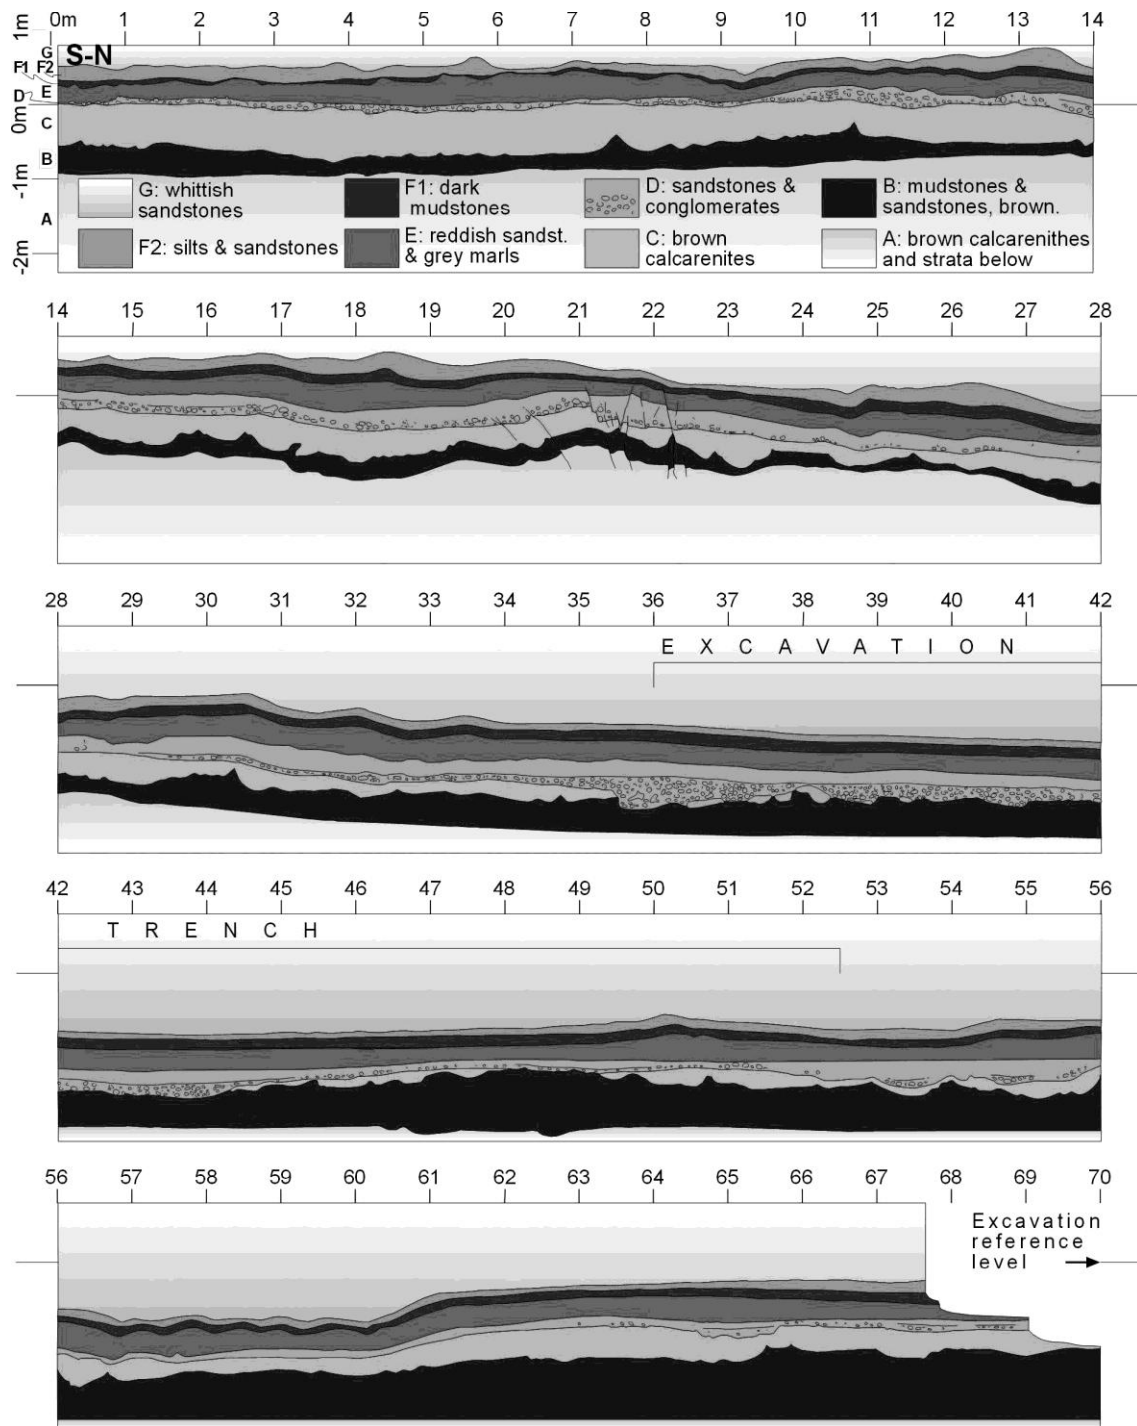 1m 0m 1 2 3 4 5 6 7 8 9 10 11 12 13 14
S-N
G
F1 F2
E
D
0m
C
B
-1m
A
-2m
G: whittish
sandstones
F1: dark
mudstones
D: sandstones &
conglomerates
B: mudstones &
sandstones, brown.
F2: silts & sandstones
E: reddish sandst.
& grey marls
C: brown
calcarenites
A: brown calcarenithes
and strata below
14 15 16 17 18 19 20 21 22 23 24 25 26 27 28
28 29 30 31 32 33 34 35 36 37 38 39 40 41 42
E X C A V A T I O N
42 43 44 45 46 47 48 49 50 51 52 53 54 55 56
T R E N C H
56 57 58 59 60 61 62 63 64 65 66 67 68 69 70
Excavation
reference
level